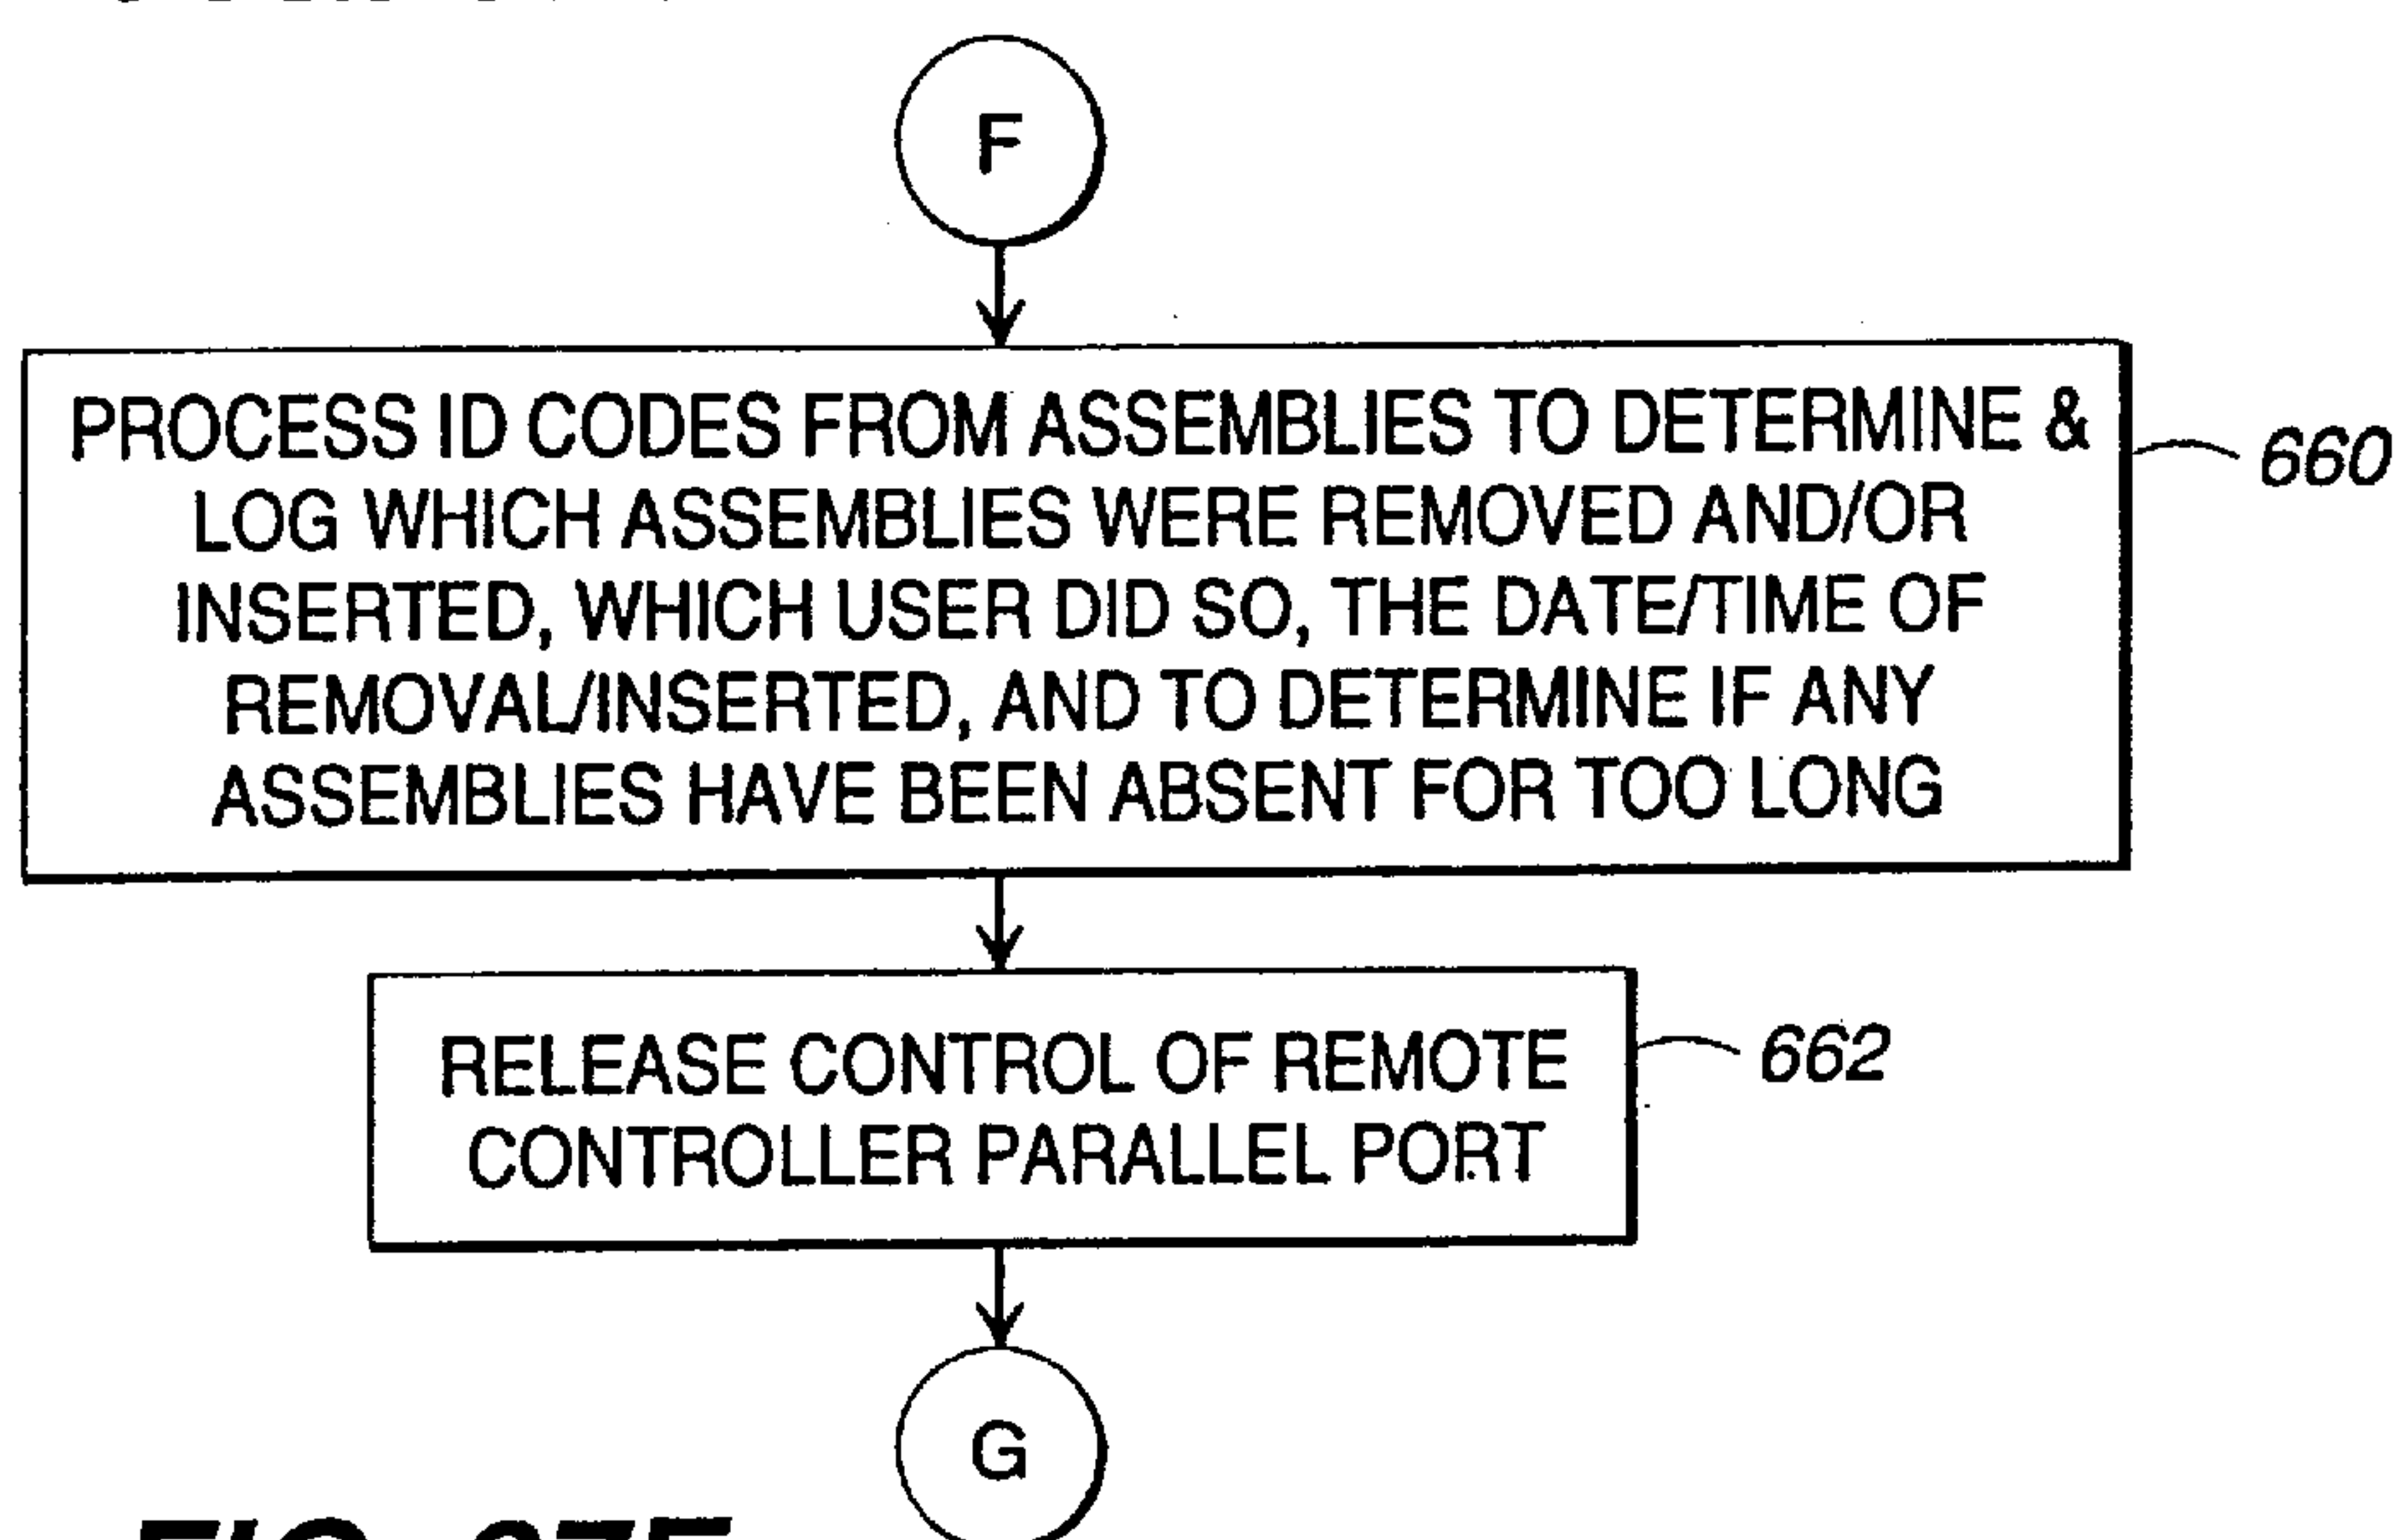 F
PROCESS ID CODES FROM ASSEMBLIES TO DETERMINE &
LOG WHICH ASSEMBLIES WERE REMOVED AND/OR
INSERTED, WHICH USER DID SO, THE DATE/TIME OF
REMOVAL/INSERTED, AND TO DETERMINE IF ANY
ASSEMBLIES HAVE BEEN ABSENT FOR TOO LONG
660
RELEASE CONTROL OF REMOTE
CONTROLLER PARALLEL PORT
662
G